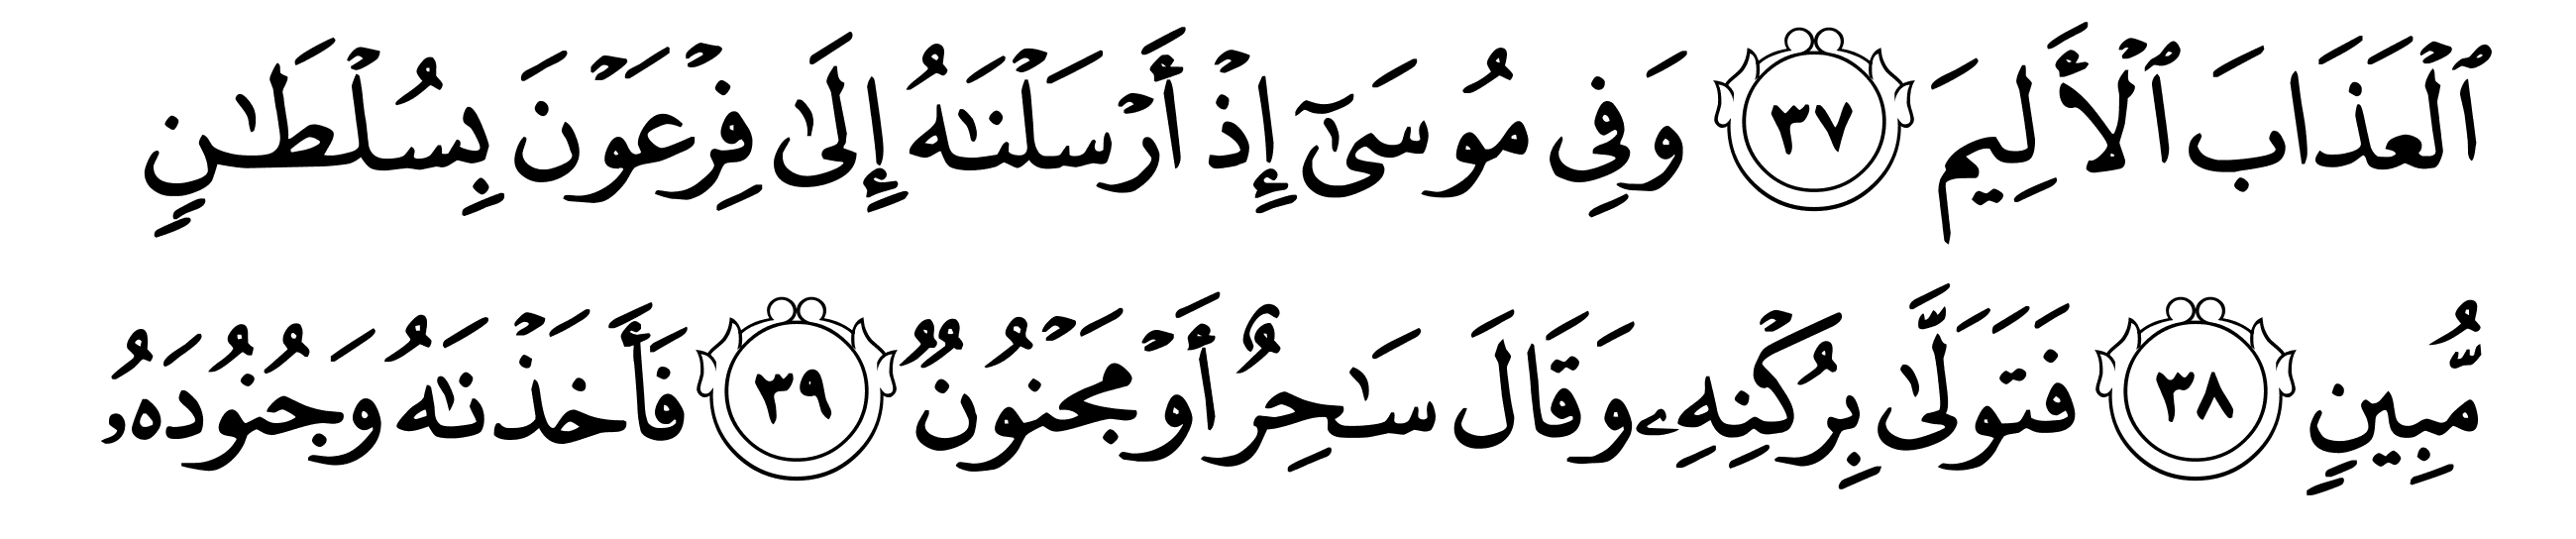 ٱلۡعَذَابَ ٱلۡأَلِيمَ ٣٧ وَفِي مُوسَىٰٓ إِذۡ أَرۡسَلۡنَٰهُ إِلَىٰ فِرۡعَوۡنَ بِسُلۡطَٰنٖ
مُّبِينٖ ٣٨ فَتَوَلَّىٰ بِرُكۡنِهِۦ وَقَالَ سَٰحِرٌ أَوۡ مَجۡنُونٞ ٣٩ فَأَخَذۡنَٰهُ وَجُنُودَهُۥ